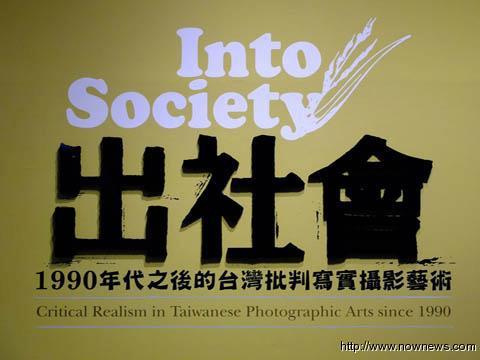 Into
Society
出社會
1990年代之後的台灣批判寫實攝影藝術
Critical Realism in Taiwanese Photographic Arts since 1990
http://www.nownews.com